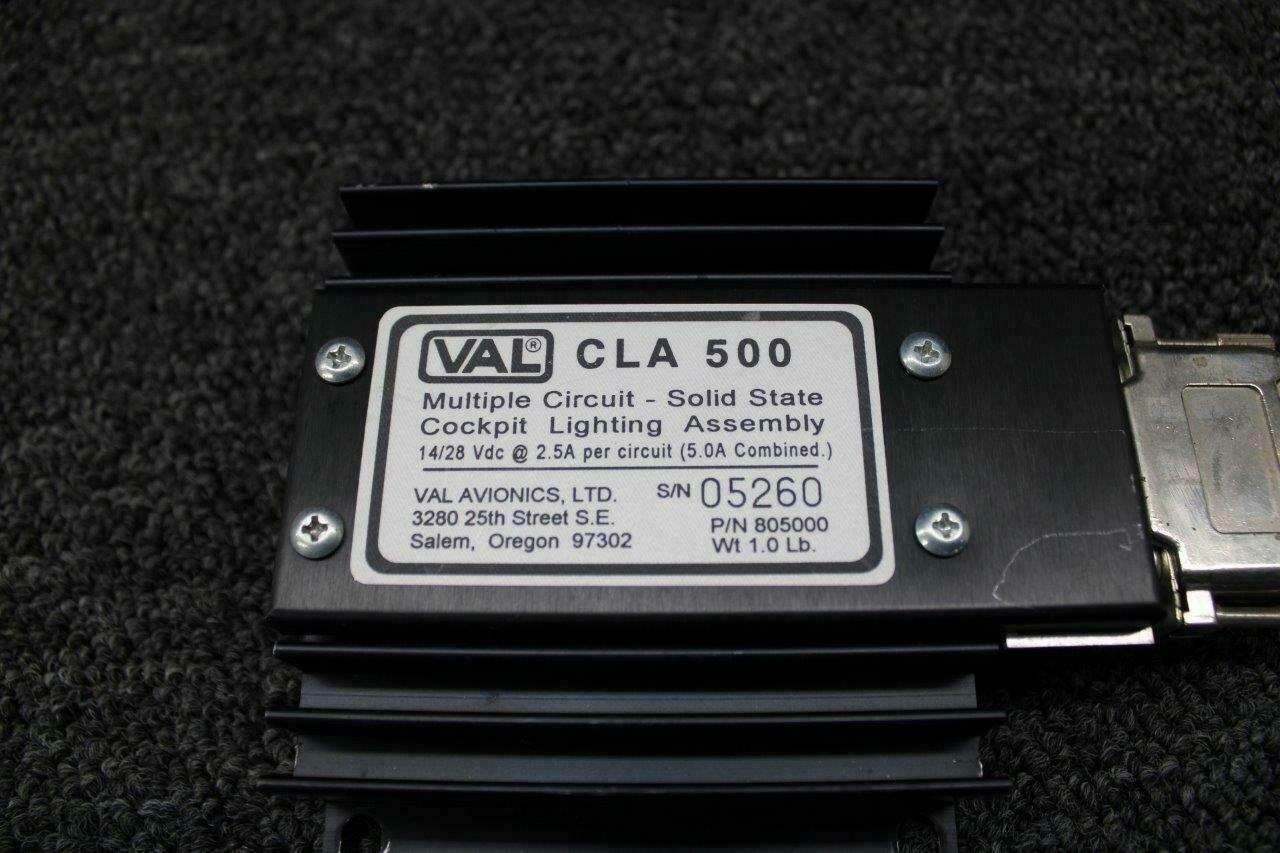 VAL® CLA 500
Multiple Circuit - Solid State
Cockpit Lighting Assembly
14/28 Vdc @ 2.5A per circuit (5.0A Combined.)
VAL AVIONICS, LTD. S/N 05260
3280 25th Street S.E. P/N 805000
Salem, Oregon 97302 Wt 1.0 Lb.